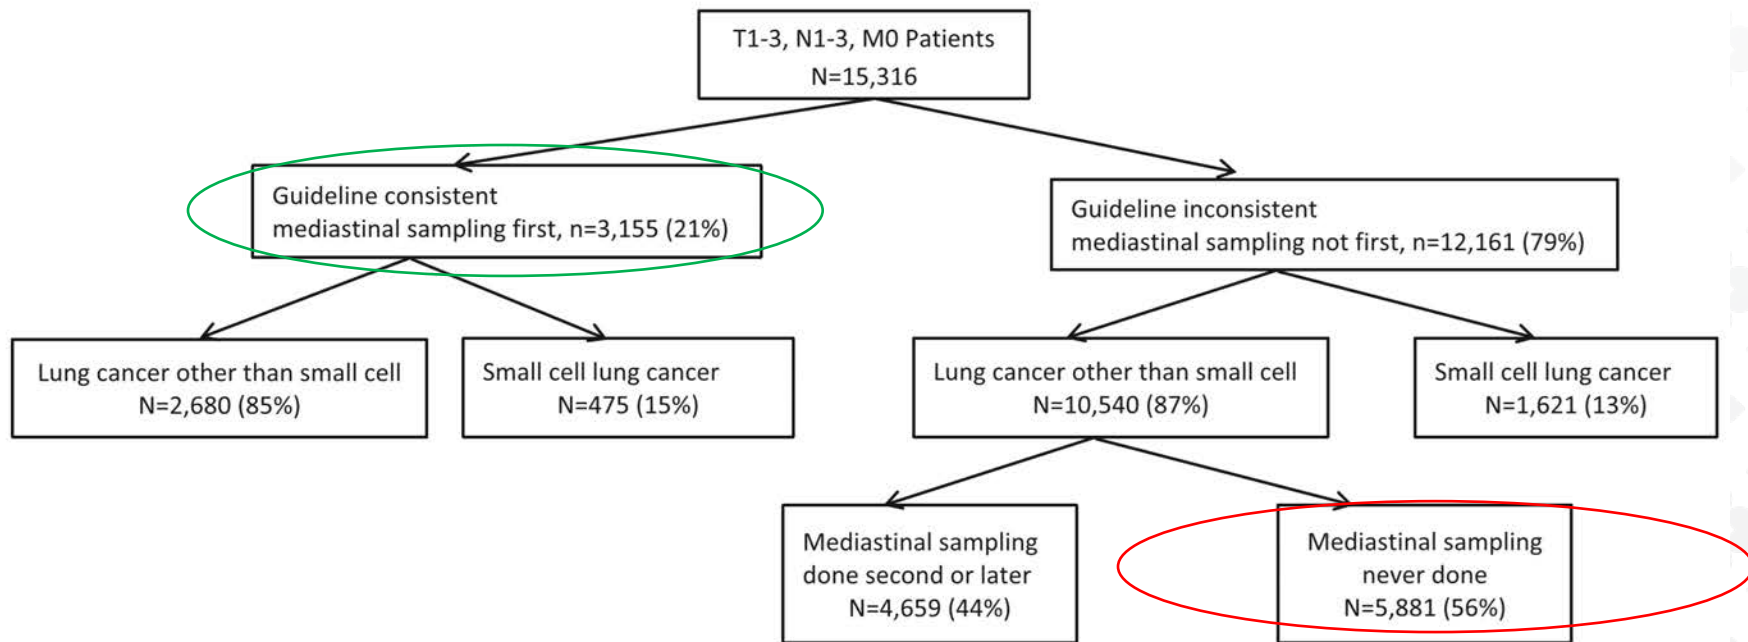 T1-3, N1-3, M0 Patients
N=15,316
Guideline consistent
mediastinal sampling first, n=3,155 (21%)
Guideline inconsistent
mediastinal sampling not first, n=12,161 (79%)
Lung cancer other than small cell
N=2,680 (85%)
Small cell lung cancer
N=475 (15%)
Lung cancer other than small cell
N=10,540 (87%)
Small cell lung cancer
N=1,621 (13%)
Mediastinal sampling
done second or later
N=4,659 (44%)
Mediastinal sampling
never done
N=5,881 (56%)